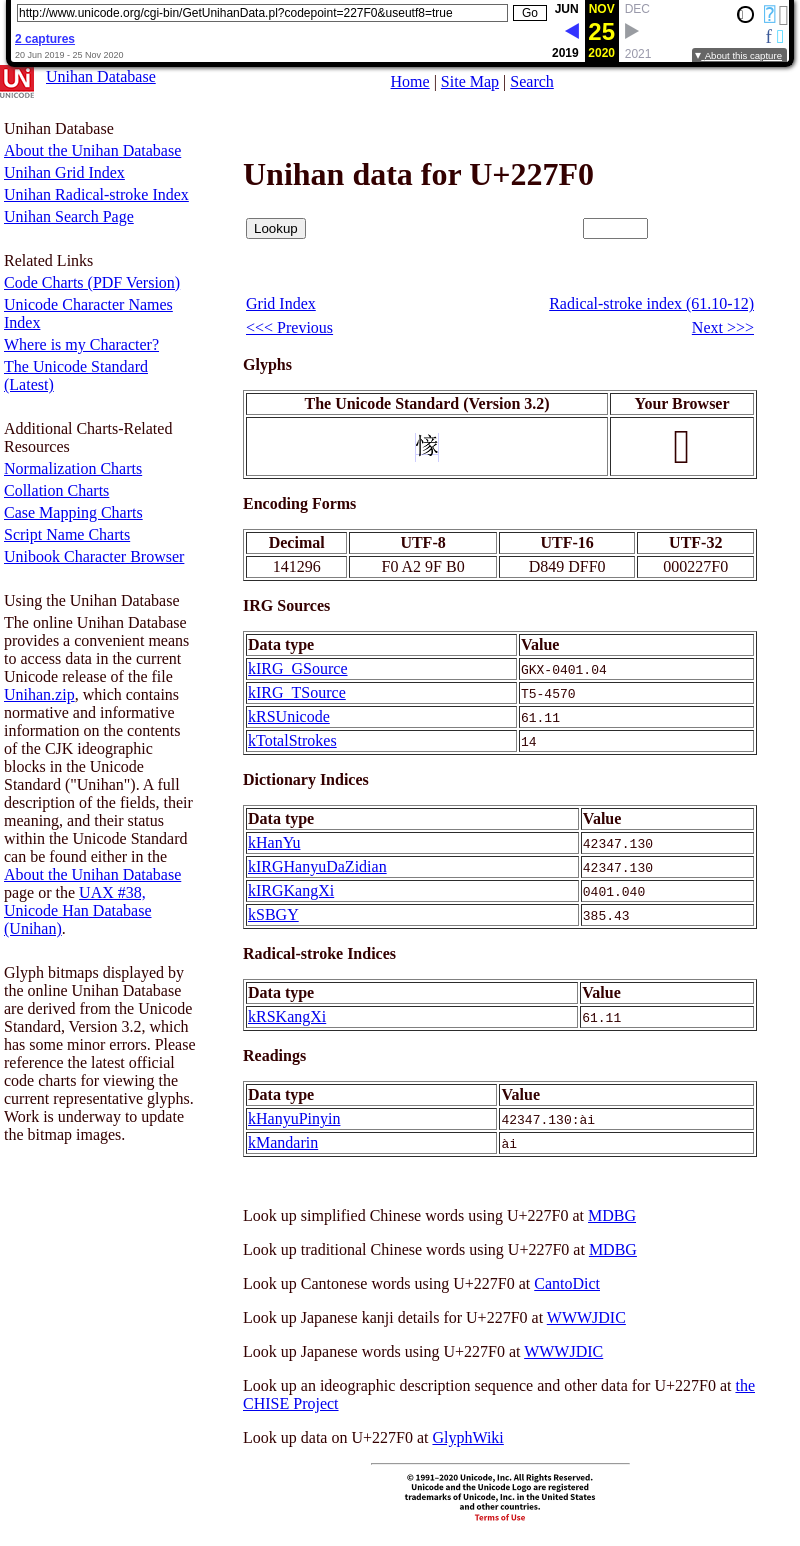 http://www.unicode.org/cgi-bin/GetUnihanData.pl?codepoint=227F0&useutf8=true Go JUN NOV DEC
2 captures 25
20 Jun 2019 - 25 Nov 2020 2019 2020 2021 f ▼ About this capture
Uni
UNICODE
Unihan Database
Home | Site Map | Search
Unihan Database
About the Unihan Database
Unihan Grid Index
Unihan Radical-stroke Index
Unihan Search Page
Related Links
Code Charts (PDF Version)
Unicode Character Names
Index
Where is my Character?
The Unicode Standard
(Latest)
Additional Charts-Related
Resources
Normalization Charts
Collation Charts
Case Mapping Charts
Script Name Charts
Unibook Character Browser
Using the Unihan Database
The online Unihan Database
provides a convenient means
to access data in the current
Unicode release of the file
Unihan.zip, which contains
normative and informative
information on the contents
of the CJK ideographic
blocks in the Unicode
Standard ("Unihan"). A full
description of the fields, their
meaning, and their status
within the Unicode Standard
can be found either in the
About the Unihan Database
page or the UAX #38,
Unicode Han Database
(Unihan).
Glyph bitmaps displayed by
the online Unihan Database
are derived from the Unicode
Standard, Version 3.2, which
has some minor errors. Please
reference the latest official
code charts for viewing the
current representative glyphs.
Work is underway to update
the bitmap images.
Unihan data for U+227F0
Lookup
Grid Index Radical-stroke index (61.10-12)
<<< Previous Next >>>
Glyphs
The Unicode Standard (Version 3.2) Your Browser
𢟰
Encoding Forms
Decimal UTF-8 UTF-16 UTF-32
141296 F0 A2 9F B0 D849 DFF0 000227F0
IRG Sources
Data type Value
kIRG_GSource GKX-0401.04
kIRG_TSource T5-4570
kRSUnicode 61.11
kTotalStrokes 14
Dictionary Indices
Data type Value
kHanYu 42347.130
kIRGHanyuDaZidian 42347.130
kIRGKangXi 0401.040
kSBGY 385.43
Radical-stroke Indices
Data type Value
kRSKangXi 61.11
Readings
Data type Value
kHanyuPinyin 42347.130:ài
kMandarin ài
Look up simplified Chinese words using U+227F0 at MDBG
Look up traditional Chinese words using U+227F0 at MDBG
Look up Cantonese words using U+227F0 at CantoDict
Look up Japanese kanji details for U+227F0 at WWWJDIC
Look up Japanese words using U+227F0 at WWWJDIC
Look up an ideographic description sequence and other data for U+227F0 at the
CHISE Project
Look up data on U+227F0 at GlyphWiki
© 1991–2020 Unicode, Inc. All Rights Reserved.
Unicode and the Unicode Logo are registered
trademarks of Unicode, Inc. in the United States
and other countries.
Terms of Use